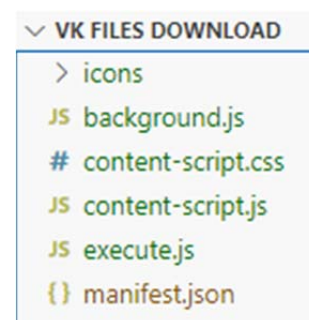 VK FILES DOWNLOAD
icons
JS background.js
# content-script.css
JS content-script.js
JS execute.js
{} manifest.json